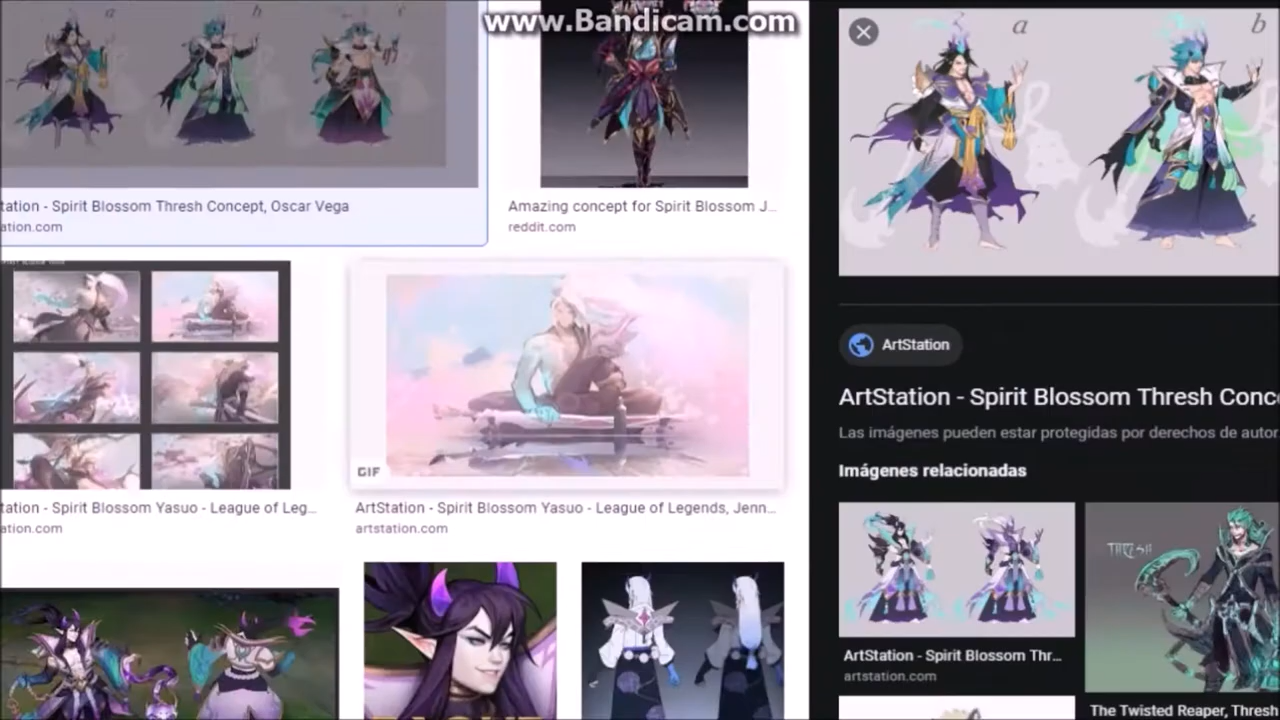 www.Bandicam.com
a
b
c
a
b
tation - Spirit Blossom Thresh Concept, Oscar Vega
ation.com
Amazing concept for Spirit Blossom J...
reddit.com
GIF
tation - Spirit Blossom Yasuo - League of Leg...
ation.com
ArtStation - Spirit Blossom Yasuo - League of Legends, Jenn...
artstation.com
ArtStation
ArtStation - Spirit Blossom Thresh Conc
Las imágenes pueden estar protegidas por derechos de autor
Imágenes relacionadas
THRESH
ArtStation - Spirit Blossom Thr...
artstation.com
The Twisted Reaper, Thresh